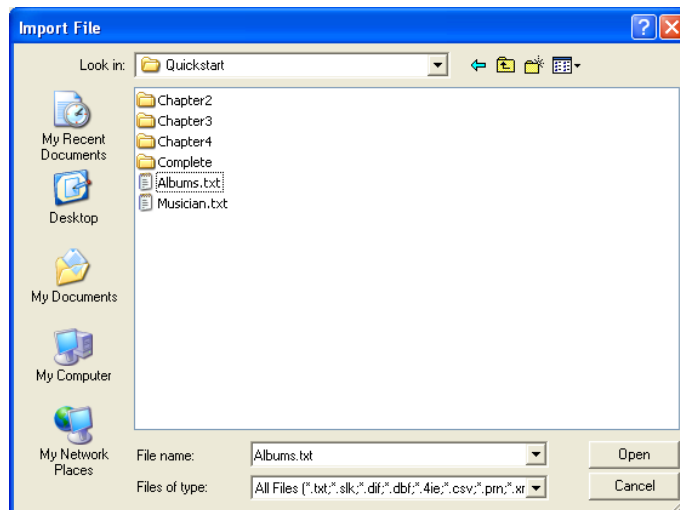 Import File
Look in:
Quickstart
My Recent
Documents
Desktop
My Documents
My Computer
My Network
Places
Chapter2
Chapter3
Chapter4
Complete
Albums.txt
Musician.txt
File name:
Albums.txt
Open
Files of type:
All Files (*.txt;*.slk;*.dif;*.dbf;*.4ie;*.csv;*.prn;*.xr
Cancel